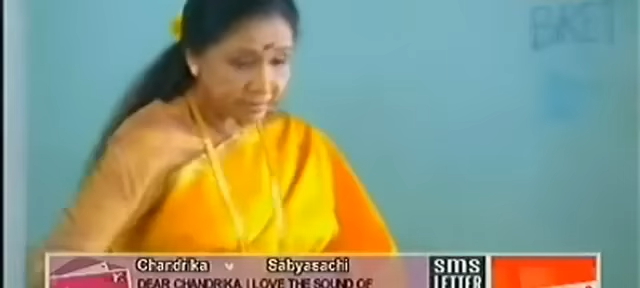 Chandrika ♥ Sabyasachi
DEAR CHANDRIKA, I LOVE THE SOUND OF
sms
LETTER